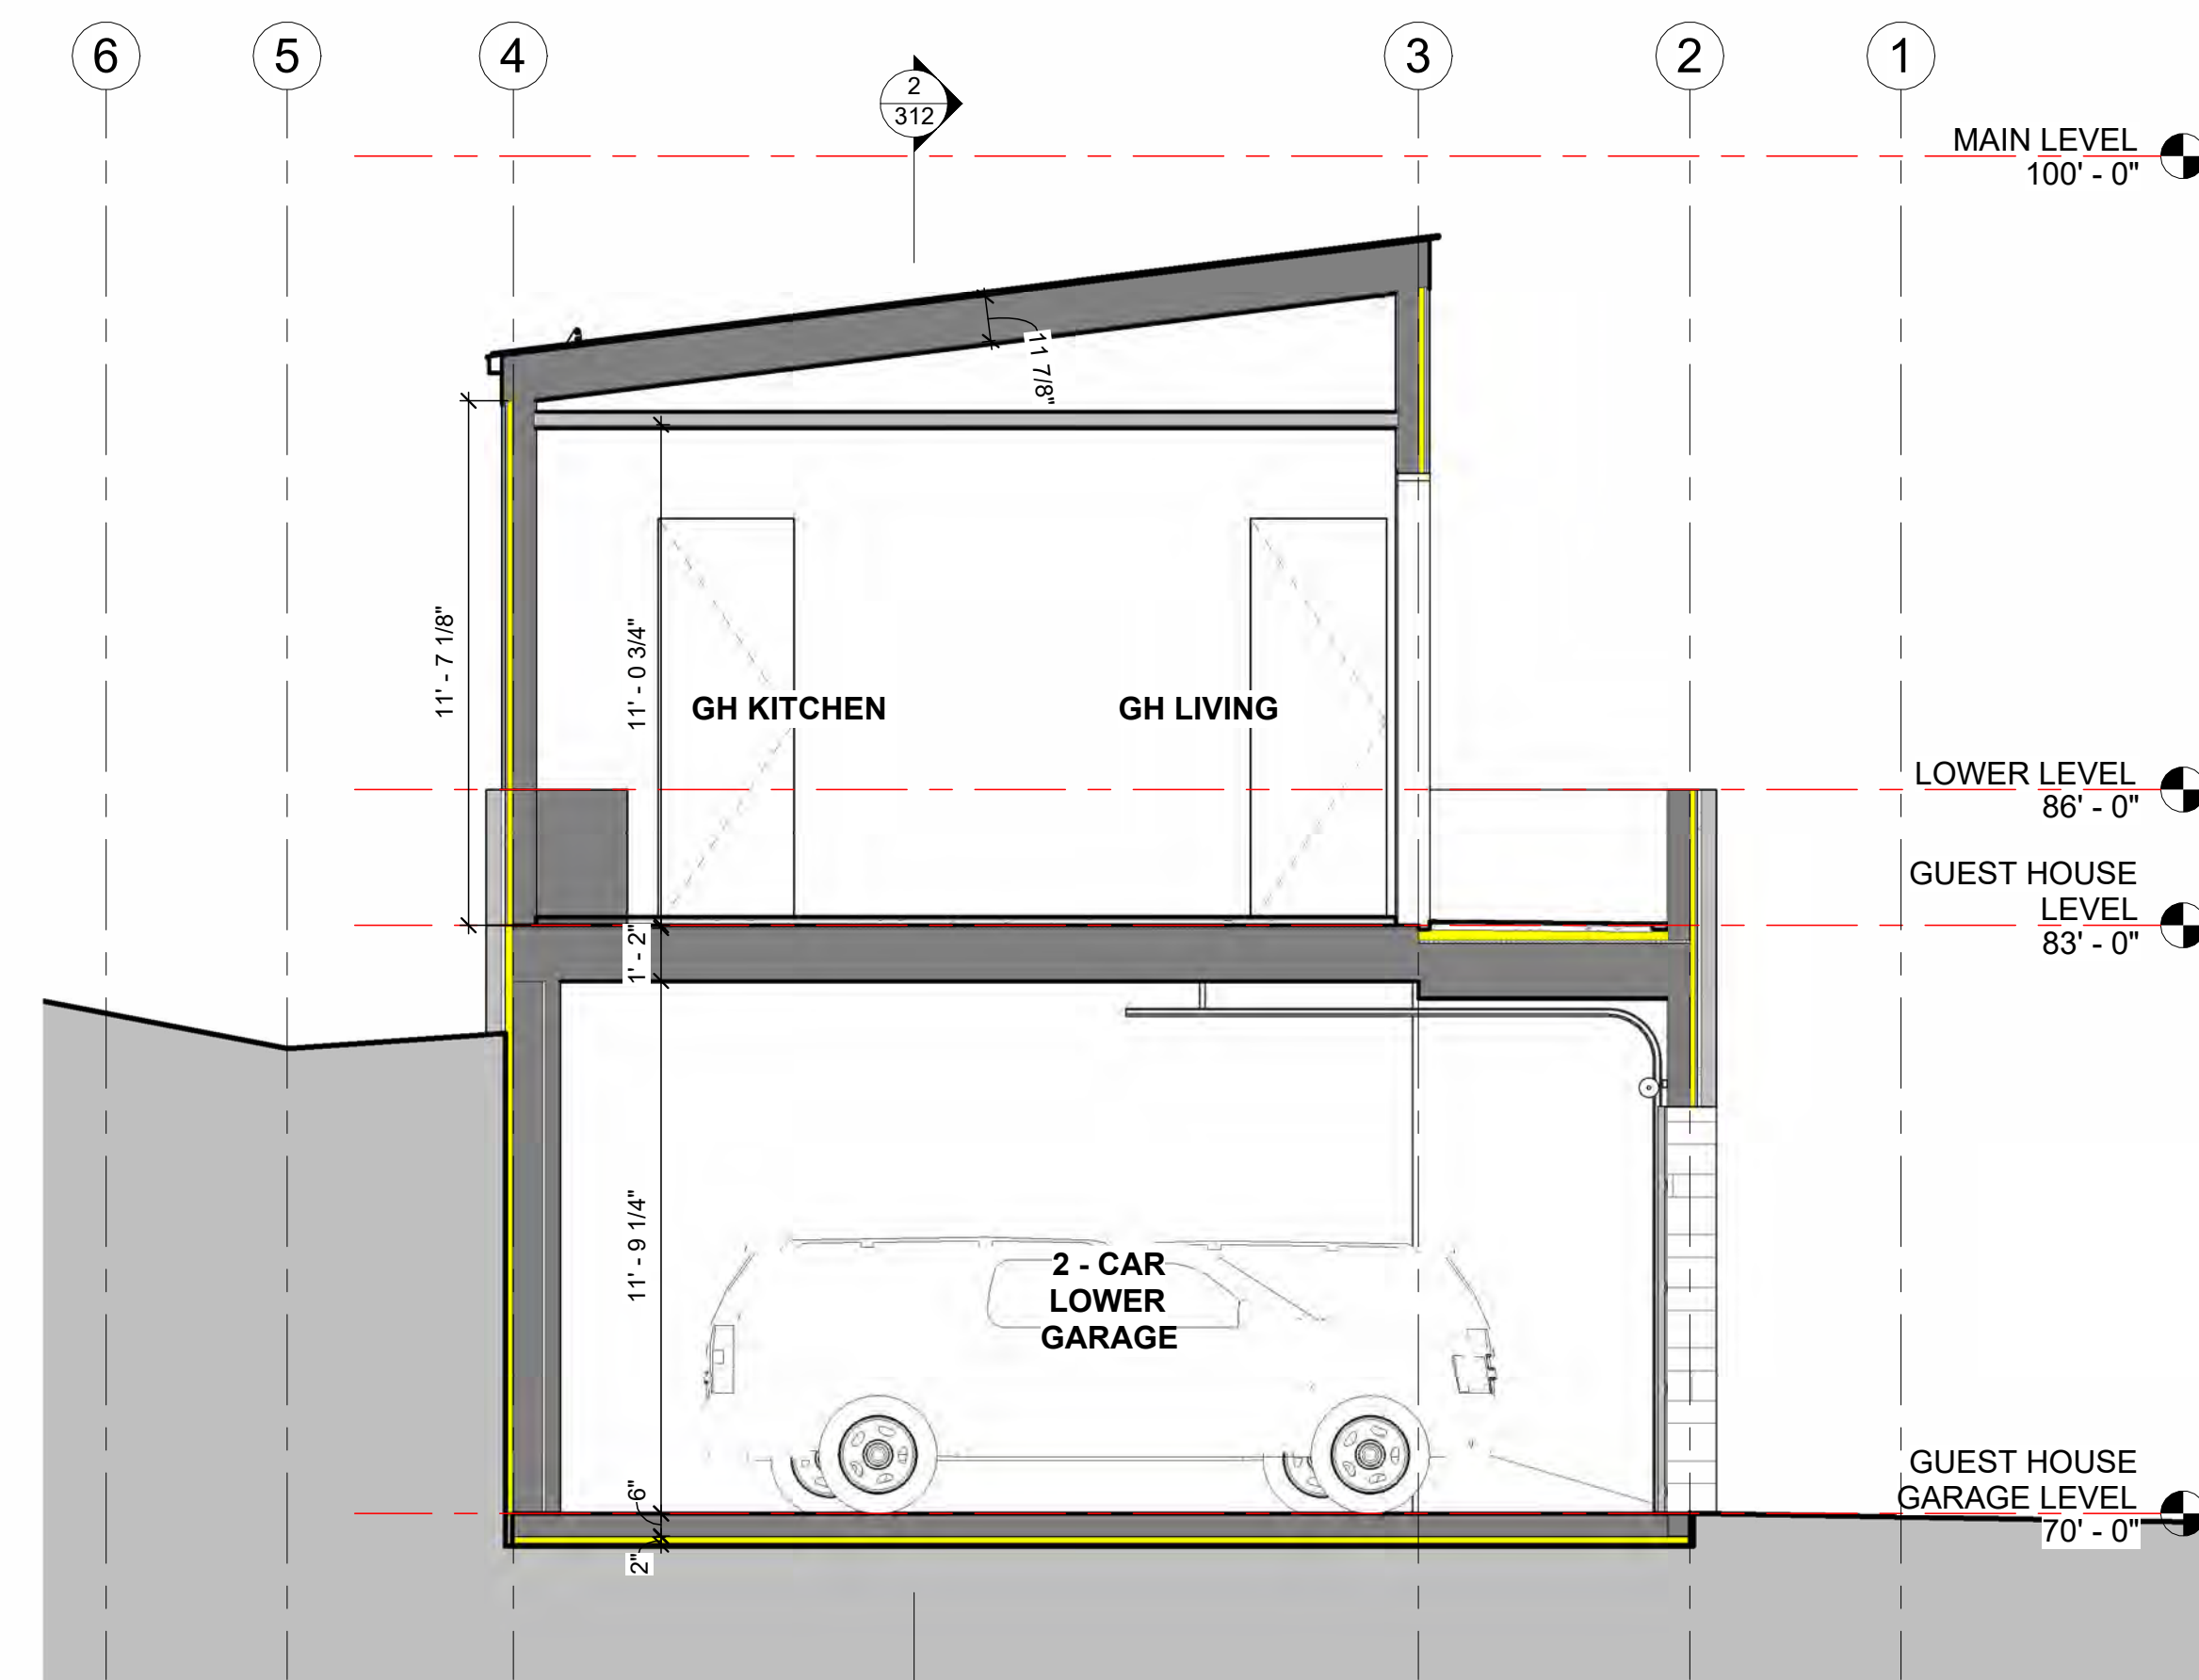 6
5
4
3
2
1
2
312
MAIN LEVEL
100' - 0"
11 7/8"
11' - 7 1/8"
11' - 0 3/4"
GH KITCHEN
GH LIVING
LOWER LEVEL
86' - 0"
GUEST HOUSE
LEVEL
83' - 0"
1' - 2"
11' - 9 1/4"
2 - CAR
LOWER
GARAGE
6"
2"
GUEST HOUSE
GARAGE LEVEL
70' - 0"